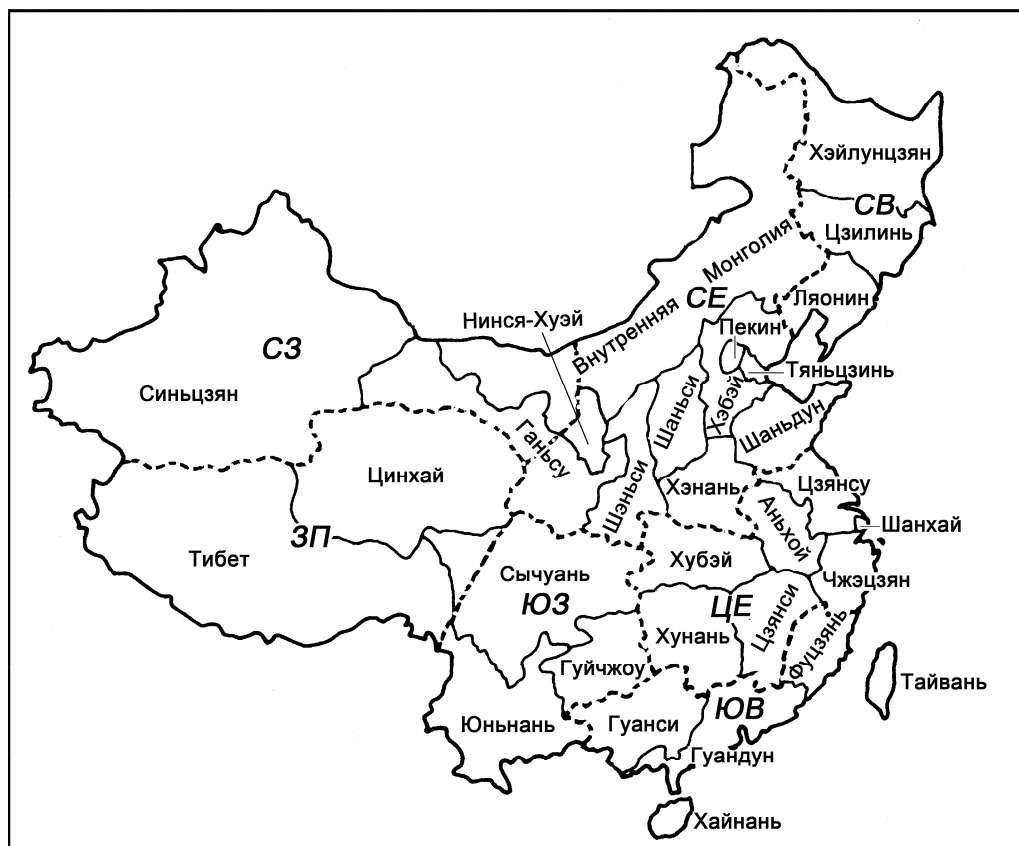 Хэйлунцзян
СВ
Цзилинь
Внутренняя Монголия
СЕ
Ляонин
Нинся-Хуэй
Пекин
СЗ
Тяньцзинь
Синьцзян
Шаньси
Хэбэй
Шаньдун
Ганьсу
Цинхай
Хэнань
Цзянсу
Шэньси
Аньхой
Шанхай
ЗП
Тибет
Хубэй
Сычуань
Чжэцзян
ЮЗ
ЦЕ
Цзянси
Хунань
Фуцзянь
Гуйчжоу
Тайвань
ЮВ
Юньнань
Гуанси
Гуандун
Хайнань